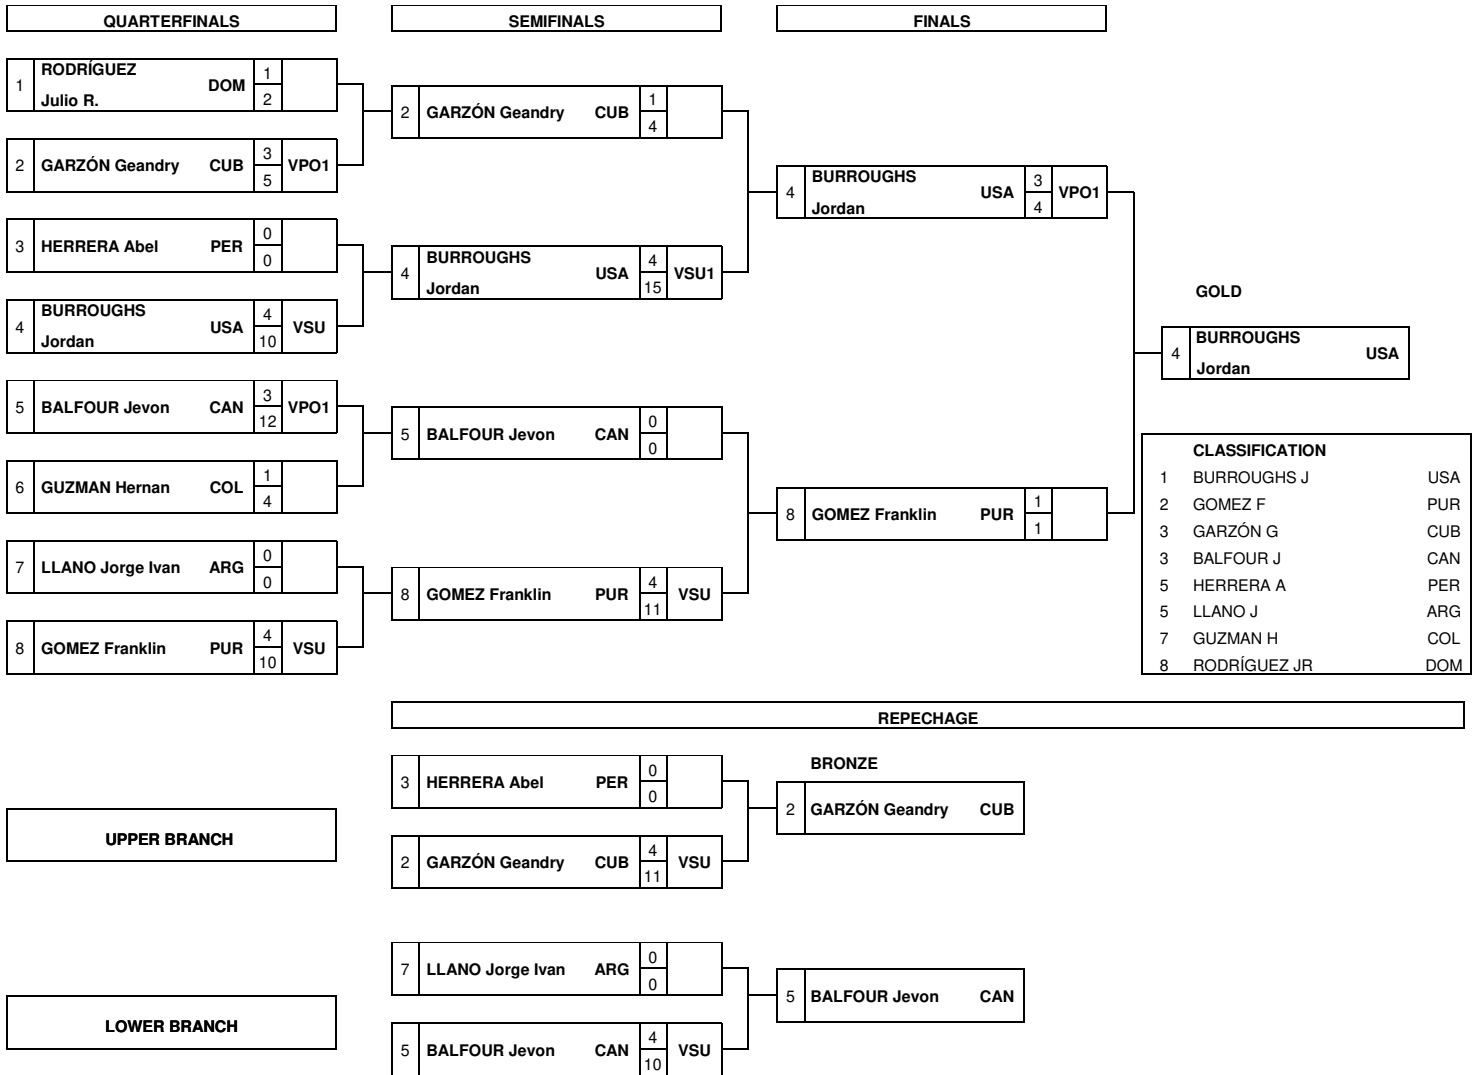 QUARTERFINALS
SEMIFINALS
FINALS
1 RODRÍGUEZ Julio R. DOM 1 2
2 GARZÓN Geandry CUB 3 5 VPO1
3 HERRERA Abel PER 0 0
4 BURROUGHS Jordan USA 4 10 VSU
5 BALFOUR Jevon CAN 3 12 VPO1
6 GUZMAN Hernan COL 1 4
7 LLANO Jorge Ivan ARG 0 0
8 GOMEZ Franklin PUR 4 10 VSU
2 GARZÓN Geandry CUB 1 4
4 BURROUGHS Jordan USA 4 15 VSU1
5 BALFOUR Jevon CAN 0 0
8 GOMEZ Franklin PUR 4 11 VSU
4 BURROUGHS Jordan USA 3 4 VPO1
8 GOMEZ Franklin PUR 1 1
GOLD
4 BURROUGHS Jordan USA
CLASSIFICATION
1 BURROUGHS J USA
2 GOMEZ F PUR
3 GARZÓN G CUB
3 BALFOUR J CAN
5 HERRERA A PER
5 LLANO J ARG
7 GUZMAN H COL
8 RODRÍGUEZ JR DOM
REPECHAGE
UPPER BRANCH
3 HERRERA Abel PER 0 0
2 GARZÓN Geandry CUB 4 11 VSU
BRONZE
2 GARZÓN Geandry CUB
LOWER BRANCH
7 LLANO Jorge Ivan ARG 0 0
5 BALFOUR Jevon CAN 4 10 VSU
5 BALFOUR Jevon CAN